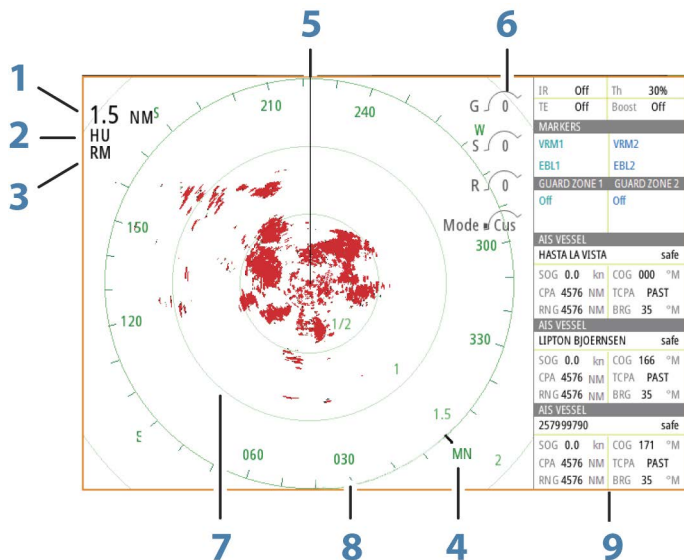 5
6
1
2
3
1.5 NM
HU
RM
S
210
240
W
G 0
S 0
R 0
Mode Cus
300
330
150
120
E
060
030
MN
1/2
1
1.5
2
IR Off Th 30%
TE Off Boost Off
MARKERS
VRM1 VRM2
EBL1 EBL2
GUARD ZONE 1 GUARD ZONE 2
Off Off
AIS VESSEL
HASTA LA VISTA safe
SOG 0.0 kn COG 000 °M
CPA 4576 NM TCPA PAST
RNG 4576 NM BRG 35 °M
AIS VESSEL
LIPTON BJOERNSEN safe
SOG 0.0 kn COG 166 °M
CPA 4576 NM TCPA PAST
RNG 4576 NM BRG 35 °M
AIS VESSEL
257999790 safe
SOG 0.0 kn COG 171 °M
CPA 4576 NM TCPA PAST
RNG 4576 NM BRG 35 °M
7
8
4
9